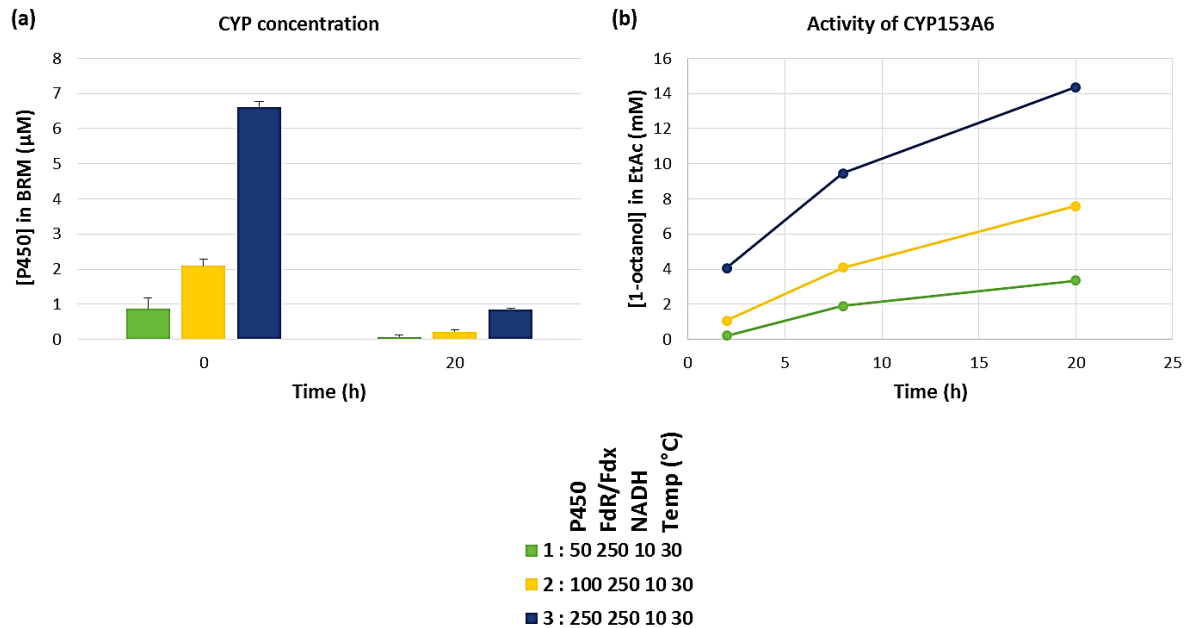 (a)
CYP concentration
[P450] in BRM (µM)
8
7
6
5
4
3
2
1
0
0
20
Time (h)
(b)
Activity of CYP153A6
[1-octanol] in EtAc (mM)
16
14
12
10
8
6
4
2
0
0
5
10
15
20
25
Time (h)
P450
FdR/Fdx
NADH
Temp (°C)
1 : 50 250 10 30
2 : 100 250 10 30
3 : 250 250 10 30